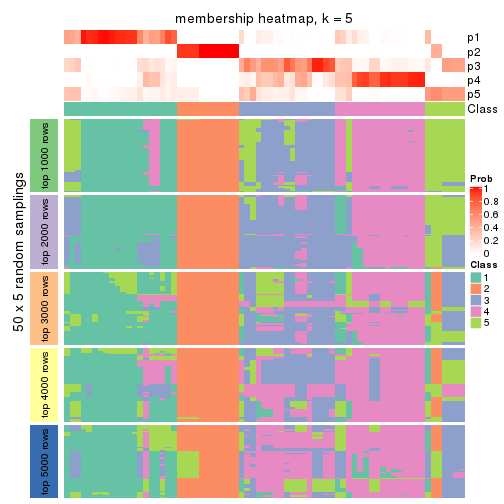 membership heatmap, k = 5
p1
p2
p3
p4
p5
Class
50 x 5 random samplings
top 1000 rows
top 2000 rows
top 3000 rows
top 4000 rows
top 5000 rows
Prob
1
0.8
0.6
0.4
0.2
0
Class
1
2
3
4
5